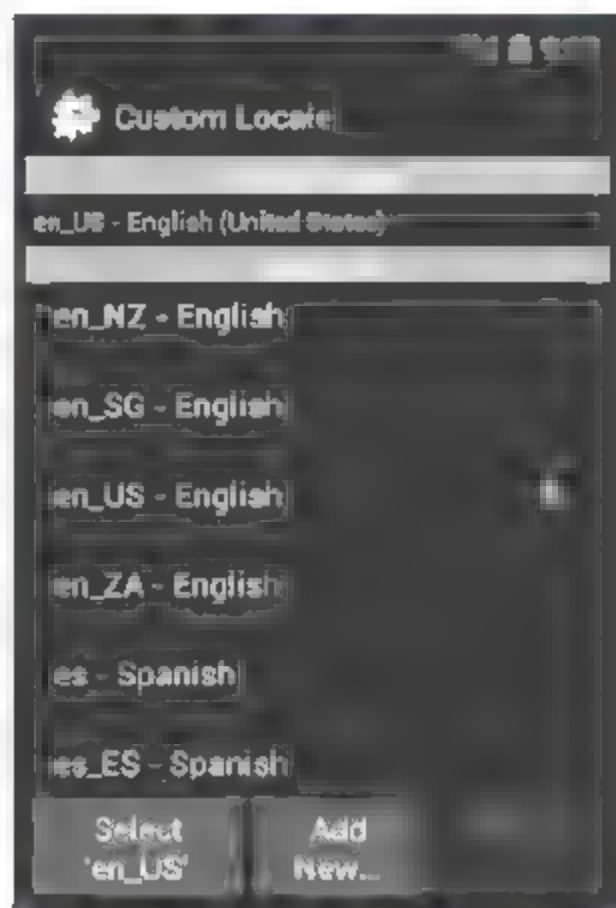 Custom Locale
en_US - English (United States)
en_NZ - English
en_SG - English
en_US - English
en_ZA - English
es - Spanish
es_ES - Spanish
Select
'en_US'
Add
New...